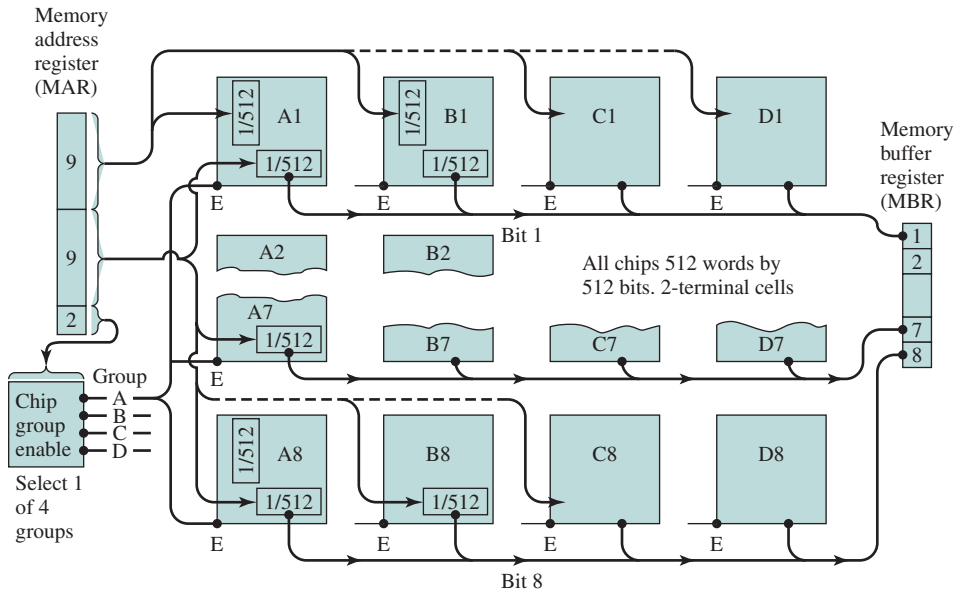 Memory
address
register
(MAR)
9
9
2
Chip
group
enable
Group
A
B
C
D
Select 1
of 4
groups
1/512
A1
1/512
E
1/512
B1
1/512
E
C1
E
D1
E
Bit 1
A2
B2
All chips 512 words by
512 bits. 2-terminal cells
A7
1/512
E
B7
C7
D7
1/512
A8
1/512
E
B8
1/512
E
C8
E
D8
E
Bit 8
Memory
buffer
register
(MBR)
1
2
7
8